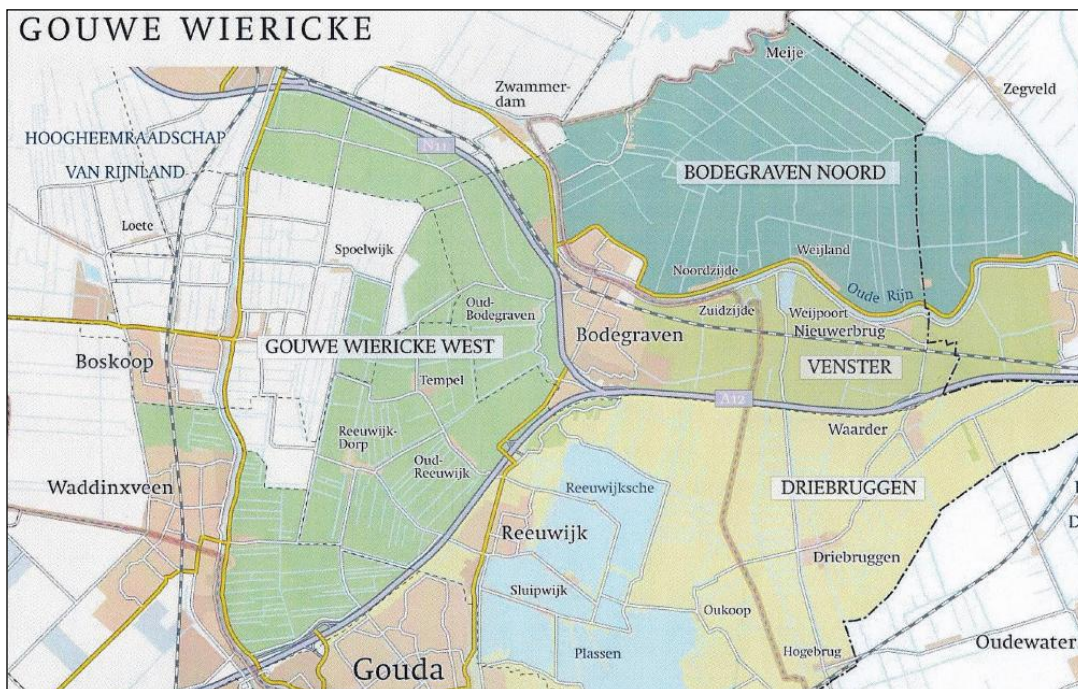 GOUWE WIERICKE
Meije
Zwammer-
dam
Zegveld
HOOGHEEMRAADSCHAP
VAN RIJNLAND
N11
BODEGRAVEN NOORD
Loete
Spoelwijk
Weijland
Noordzijde
Oude Rijn
Oud-
Bodegraven
Zuidzijde
Weijpoort
Nieuwerbrug
Bodegraven
GOUWE WIERICKE WEST
Boskoop
VENSTER
Tempel
A12
Waarder
Reeuwijk-
Dorp
Oud-
Reeuwijk
Waddinxveen
Reeuwijksche
DRIEBRUGGEN
Reeuwijk
Driebruggen
Sluipwijk
Oukoop
Plassen
Hogebrug
Oudewater
Gouda